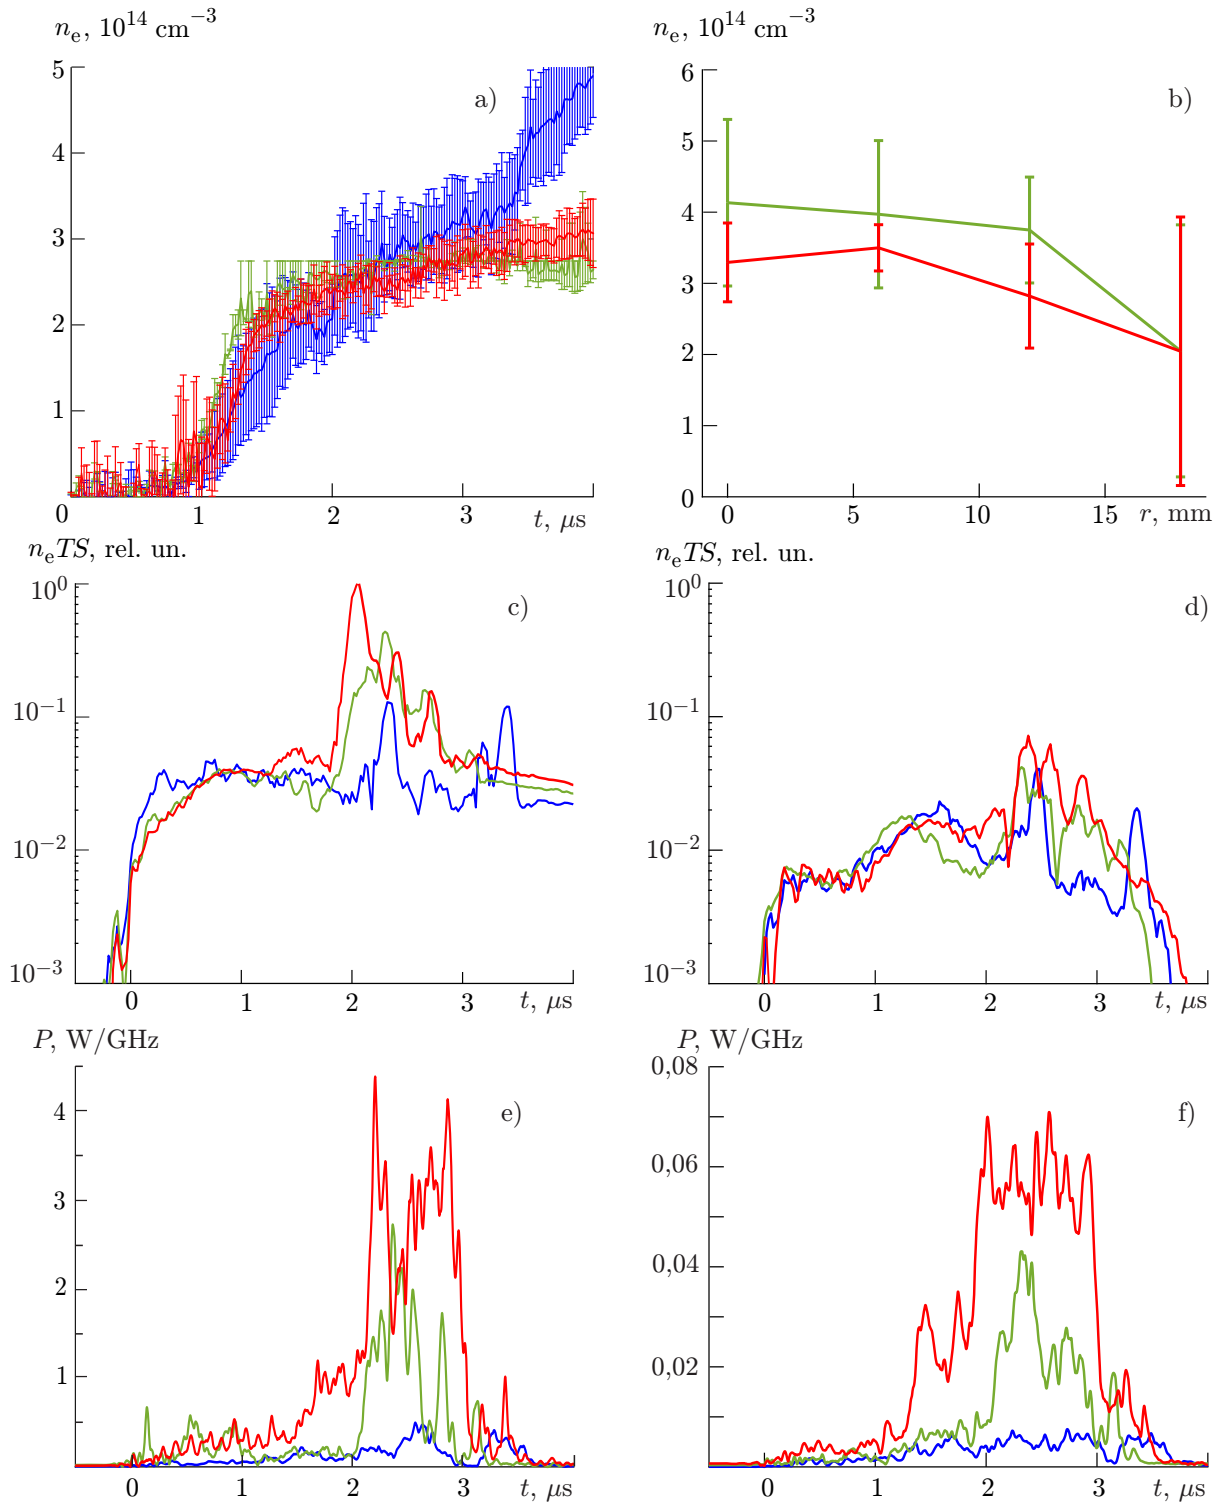 n_e, 10^14 cm^−3
a)
5
4
3
2
1
0 1 2 3 t, μs
n_e, 10^14 cm^−3
b)
6
5
4
3
2
1
0
0 5 10 15 r, mm
n_eTS, rel. un.
c)
10^0
10^−1
10^−2
10^−3
0 1 2 3 t, μs
n_eTS, rel. un.
d)
10^0
10^−1
10^−2
10^−3
0 1 2 3 t, μs
P, W/GHz
e)
4
3
2
1
0 1 2 3 t, μs
P, W/GHz
f)
0,08
0,06
0,04
0,02
0 1 2 3 t, μs